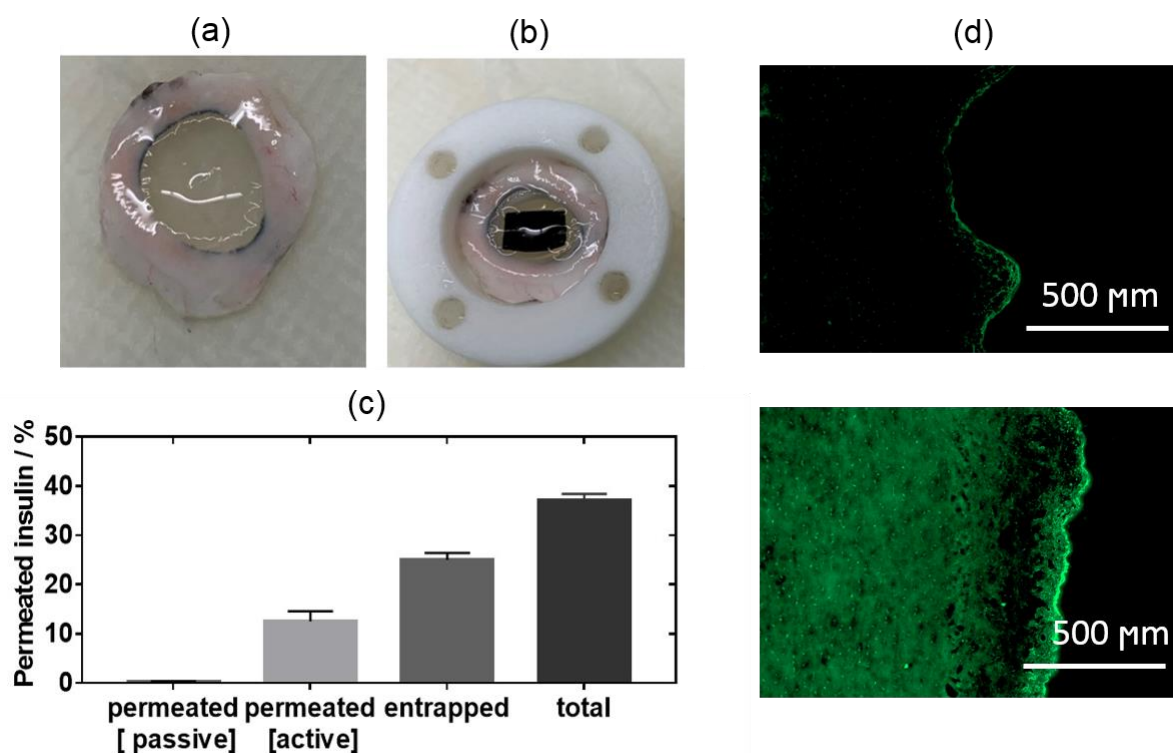 (a)
(b)
(c)
50
40
30
20
10
0
Permeated insulin / %
permeated
[ passive]
permeated
[active]
entrapped
total
(d)
500 μm
500 μm